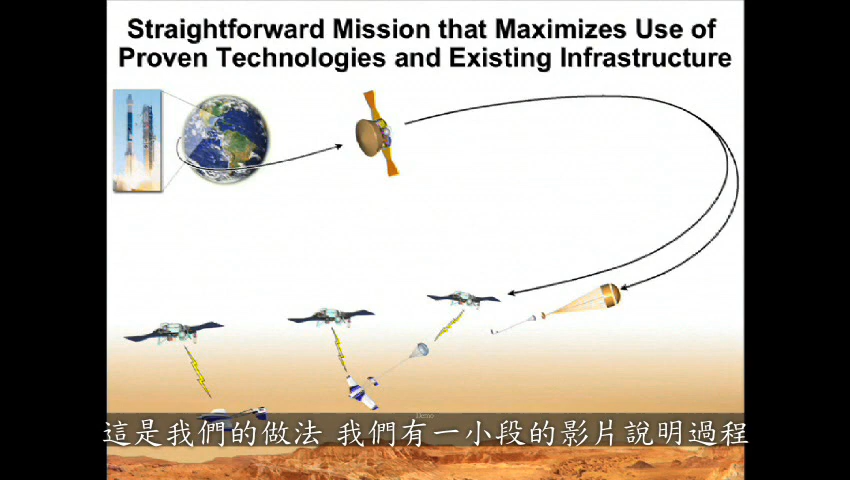 Straightforward Mission that Maximizes Use of
Proven Technologies and Existing Infrastructure
這是我們的做法 我們有一小段的影片說明過程